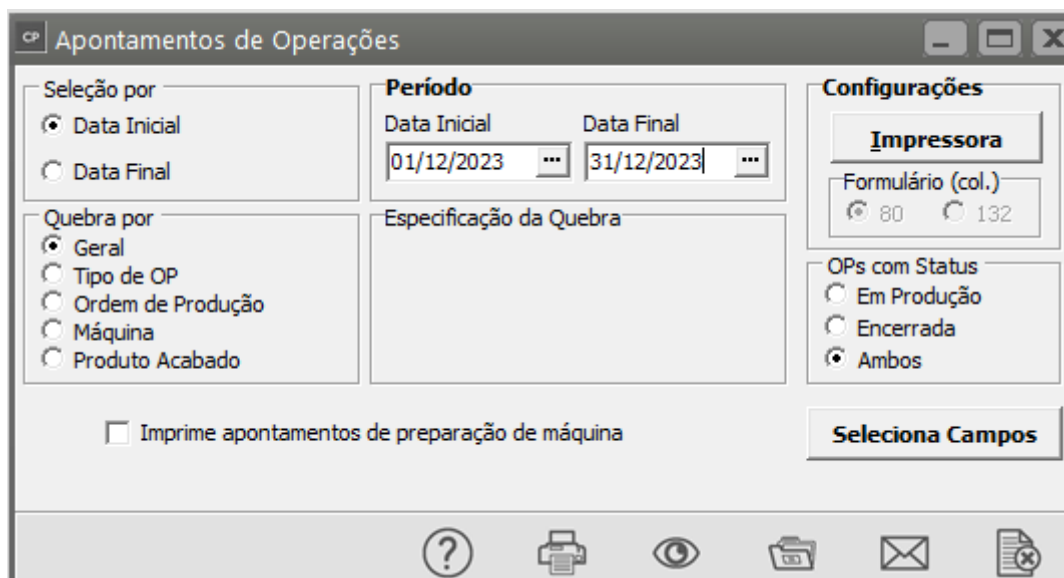 CP Apontamentos de Operações
Seleção por
Data Inicial
Data Final
Período
Data Inicial Data Final
01/12/2023 ... 31/12/2023 ...
Configurações
Impressora
Formulário (col.)
80 132
Quebra por
Geral
Tipo de OP
Ordem de Produção
Máquina
Produto Acabado
Especificação da Quebra
OPs com Status
Em Produção
Encerrada
Ambos
Imprime apontamentos de preparação de máquina
Seleciona Campos
?